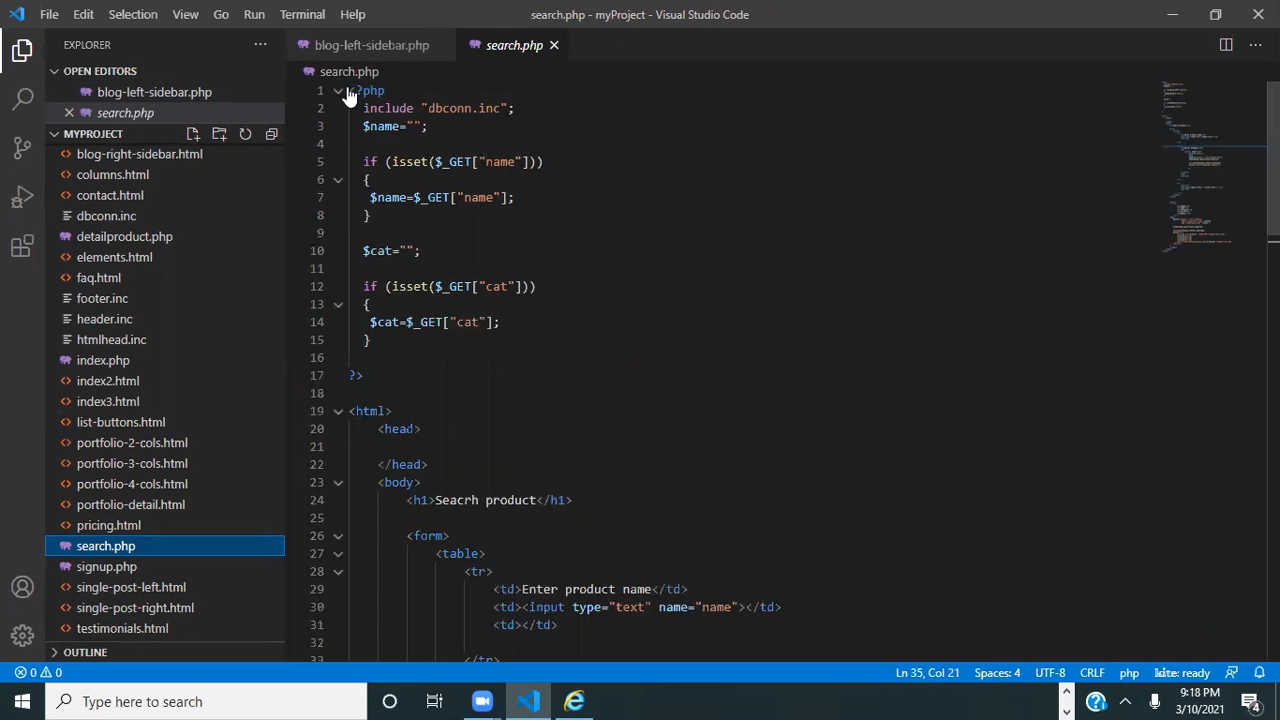 File Edit Selection View Go Run Terminal Help search.php - myProject - Visual Studio Code
EXPLORER
OPEN EDITORS
blog-left-sidebar.php
search.php
MYPROJECT
blog-right-sidebar.html
columns.html
contact.html
dbconn.inc
detailproduct.php
elements.html
faq.html
footer.inc
header.inc
htmlhead.inc
index.php
index2.html
index3.html
list-buttons.html
portfolio-2-cols.html
portfolio-3-cols.html
portfolio-4-cols.html
portfolio-detail.html
pricing.html
search.php
signup.php
single-post-left.html
single-post-right.html
testimonials.html
OUTLINE
blog-left-sidebar.php search.php
search.php
1 <?php
2 include "dbconn.inc";
3 $name="";
4
5 if (isset($_GET["name"]))
6 {
7 $name=$_GET["name"];
8 }
9
10 $cat="";
11
12 if (isset($_GET["cat"]))
13 {
14 $cat=$_GET["cat"];
15 }
16
17 ?>
18
19 <html>
20 <head>
21
22 </head>
23 <body>
24 <h1>Seacrh product</h1>
25
26 <form>
27 <table>
28 <tr>
29 <td>Enter product name</td>
30 <td><input type="text" name="name"></td>
31 <td></td>
32
33 </tr>
0 0 Ln 35, Col 21 Spaces: 4 UTF-8 CRLF php kite: ready
Type here to search
9:18 PM
3/10/2021
4